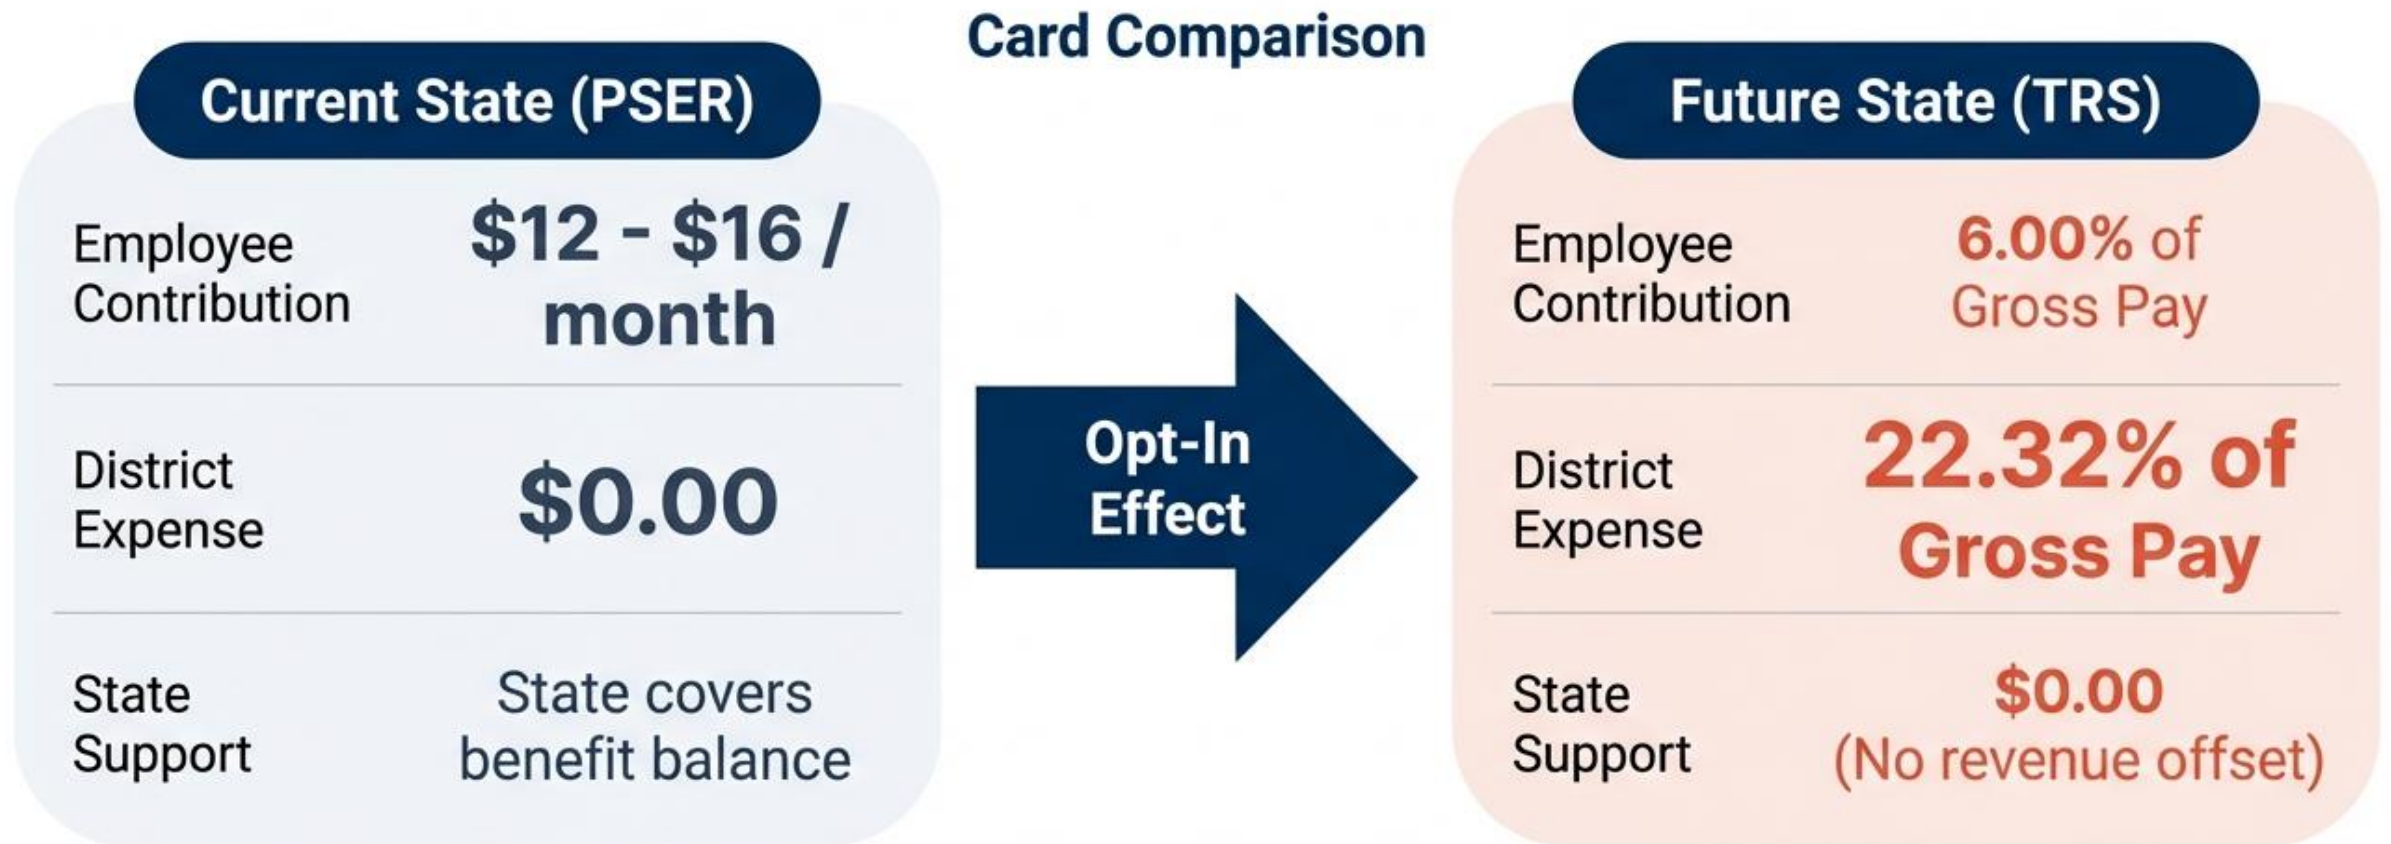 Card Comparison
Current State (PSER)
Employee
Contribution
$12 - $16 /
month
District
Expense
$0.00
State
Support
State covers
benefit balance
Opt-In
Effect
Future State (TRS)
Employee
Contribution
6.00% of
Gross Pay
District
Expense
22.32% of
Gross Pay
State
Support
$0.00
(No revenue offset)